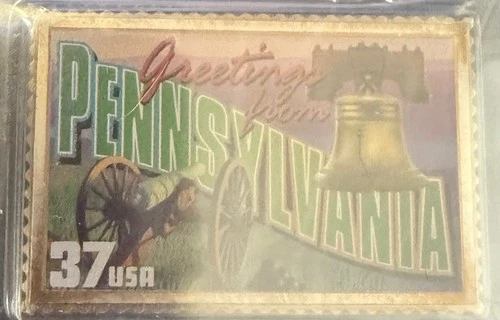 Greetings
from
PENNSYLVANIA
37USA